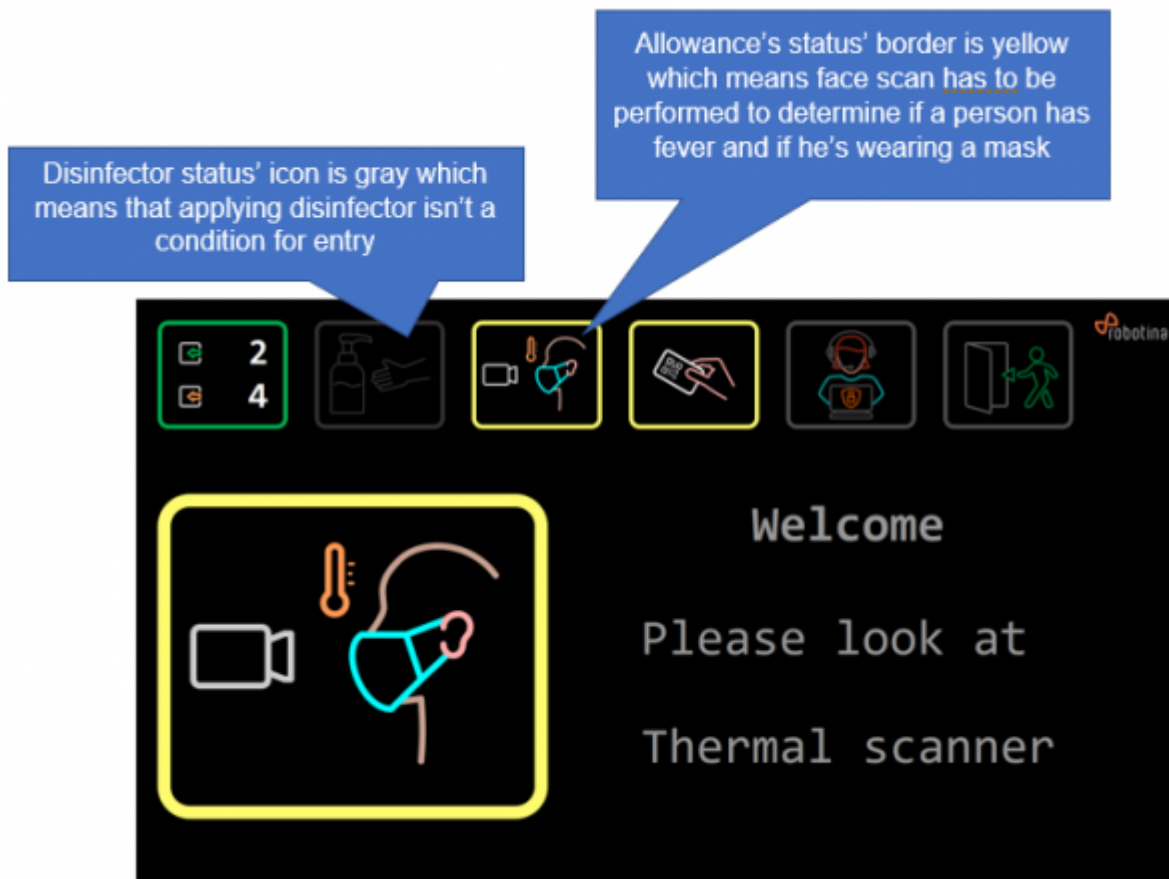 Allowance’s status’ border is yellow
which means face scan has to be
performed to determine if a person has
fever and if he’s wearing a mask
Disinfector status’ icon is gray which
means that applying disinfector isn’t a
condition for entry
2
4
robotina
Welcome
Please look at
Thermal scanner